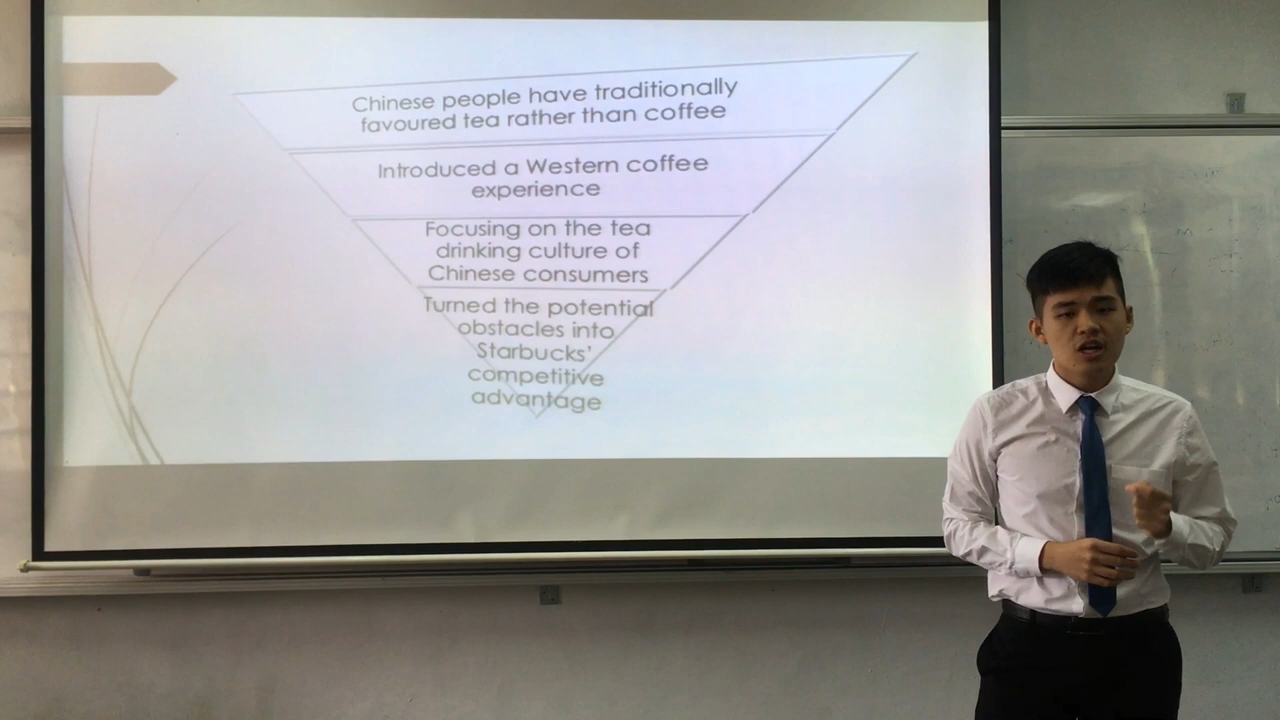 Chinese people have traditionally
favoured tea rather than coffee
Introduced a Western coffee
experience
Focusing on the tea
drinking culture of
Chinese consumers
Turned the potential
obstacles into
Starbucks’
competitive
advantage